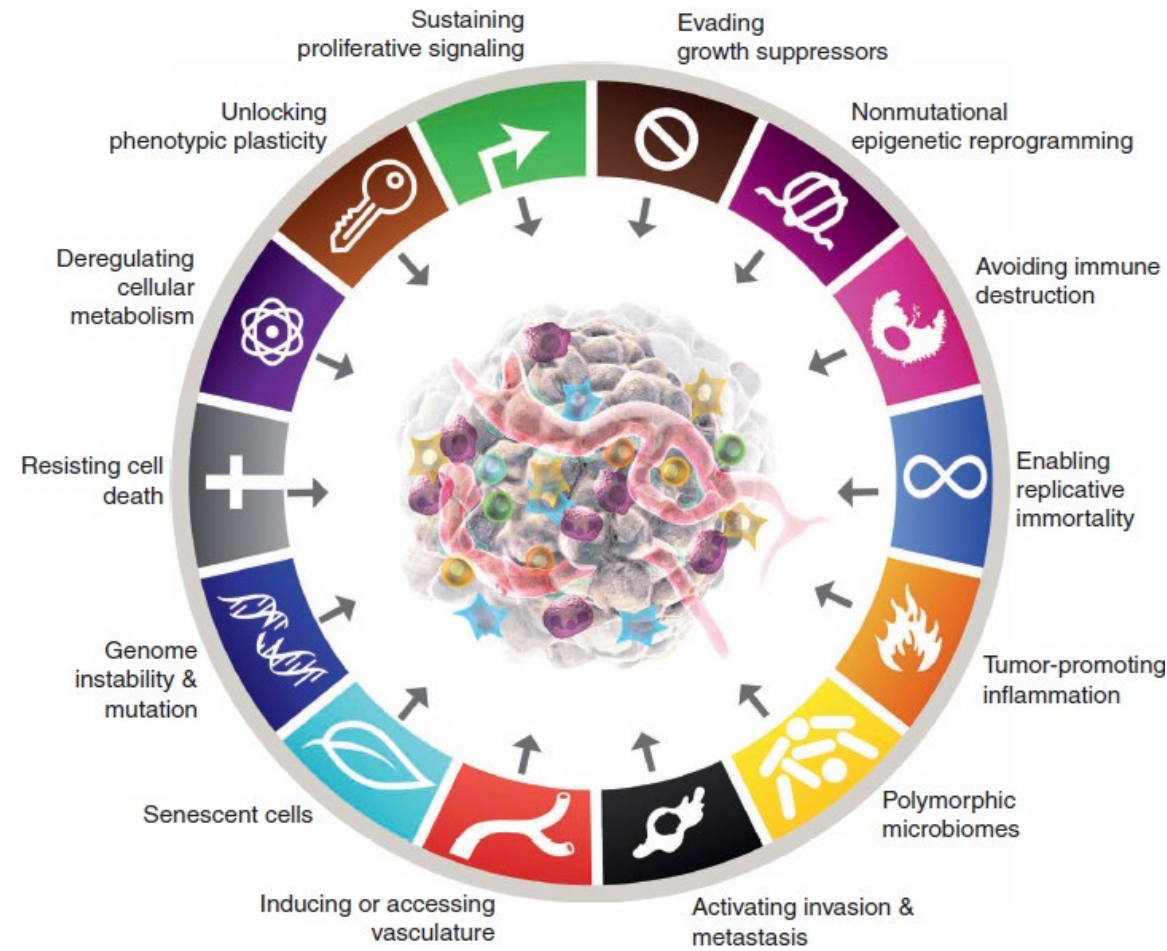 Sustaining
proliferative signaling
Evading
growth suppressors
Unlocking
phenotypic plasticity
Nonmutational
epigenetic reprogramming
Deregulating
cellular
metabolism
Avoiding immune
destruction
Resisting cell
death
Enabling
replicative
immortality
Genome
instability &
mutation
Tumor-promoting
inflammation
Senescent cells
Polymorphic
microbiomes
Inducing or accessing
vasculature
Activating invasion &
metastasis